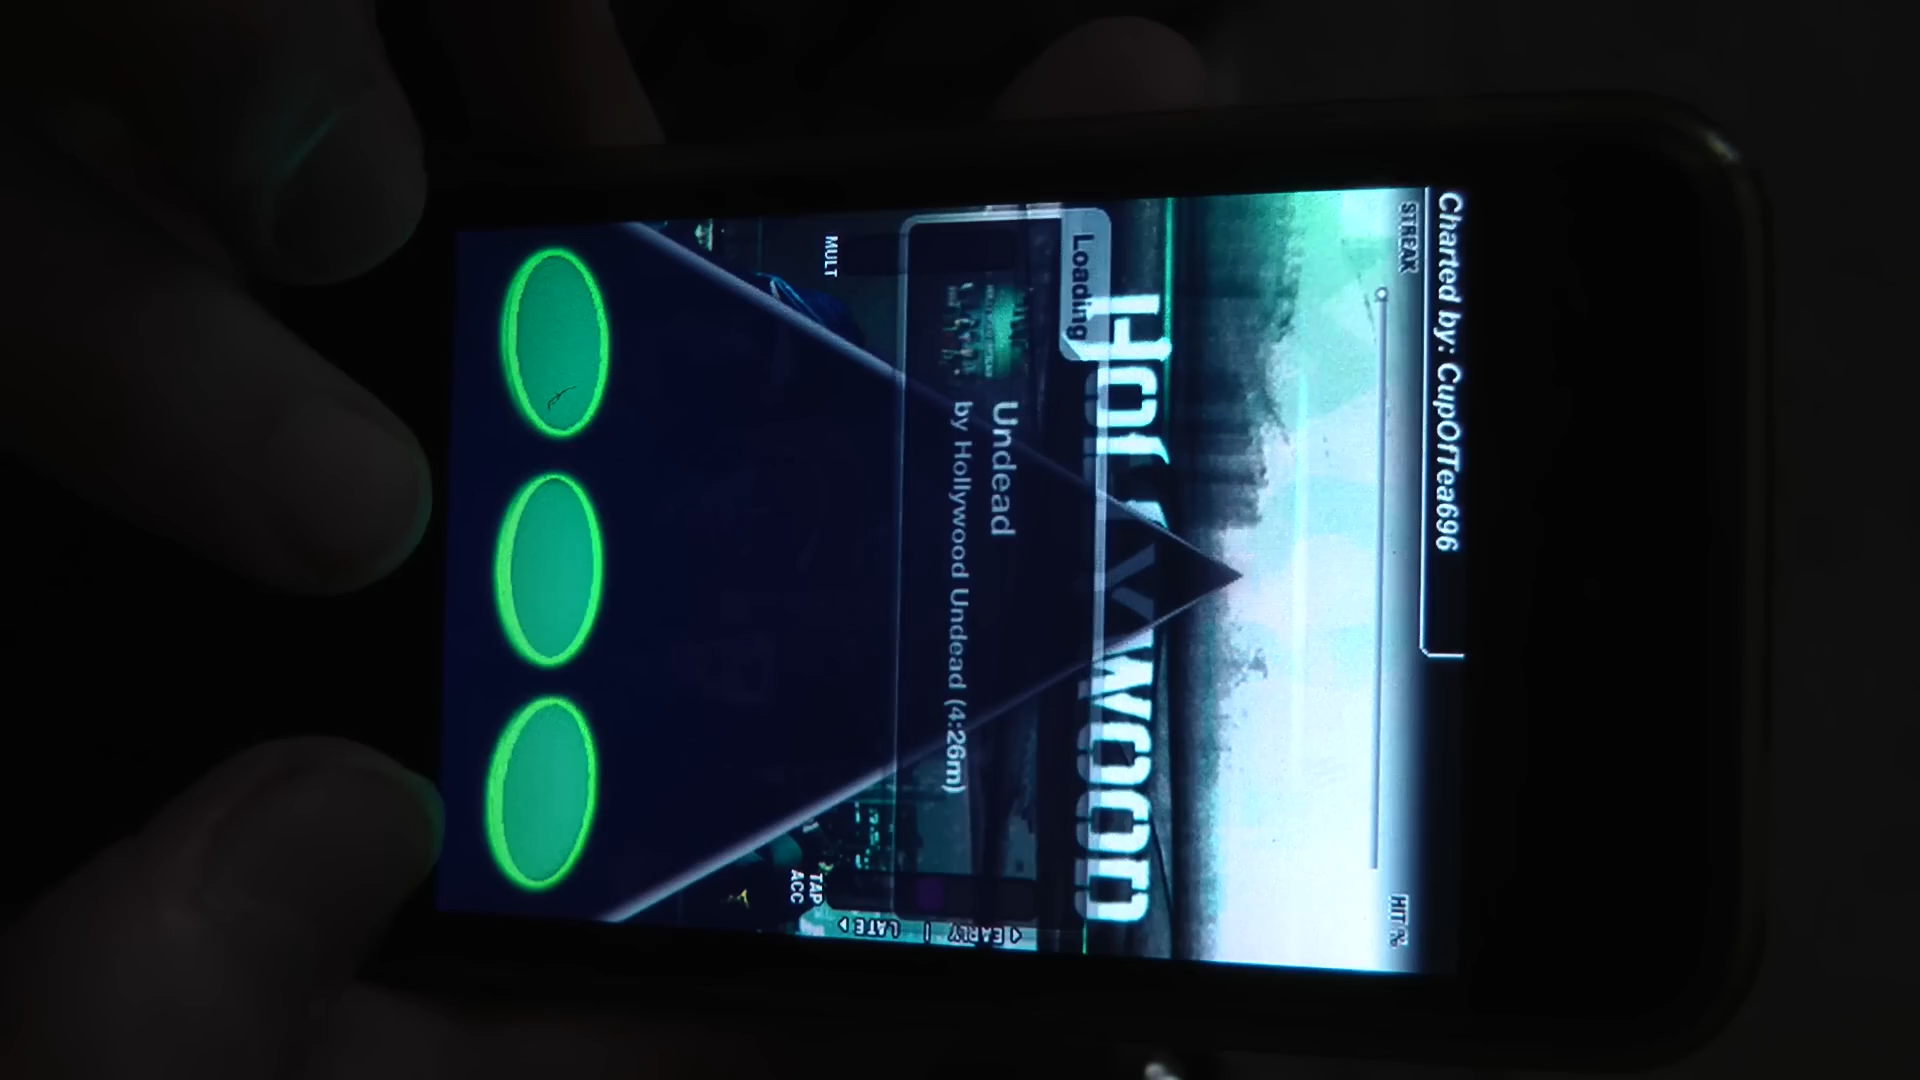 Charted by: CupOfTea696
STREAK
HIT %
Loading
HOLLYWOOD
Undead
by Hollywood Undead (4:26m)
MULT
TAP
ACC
EARLY
LATE